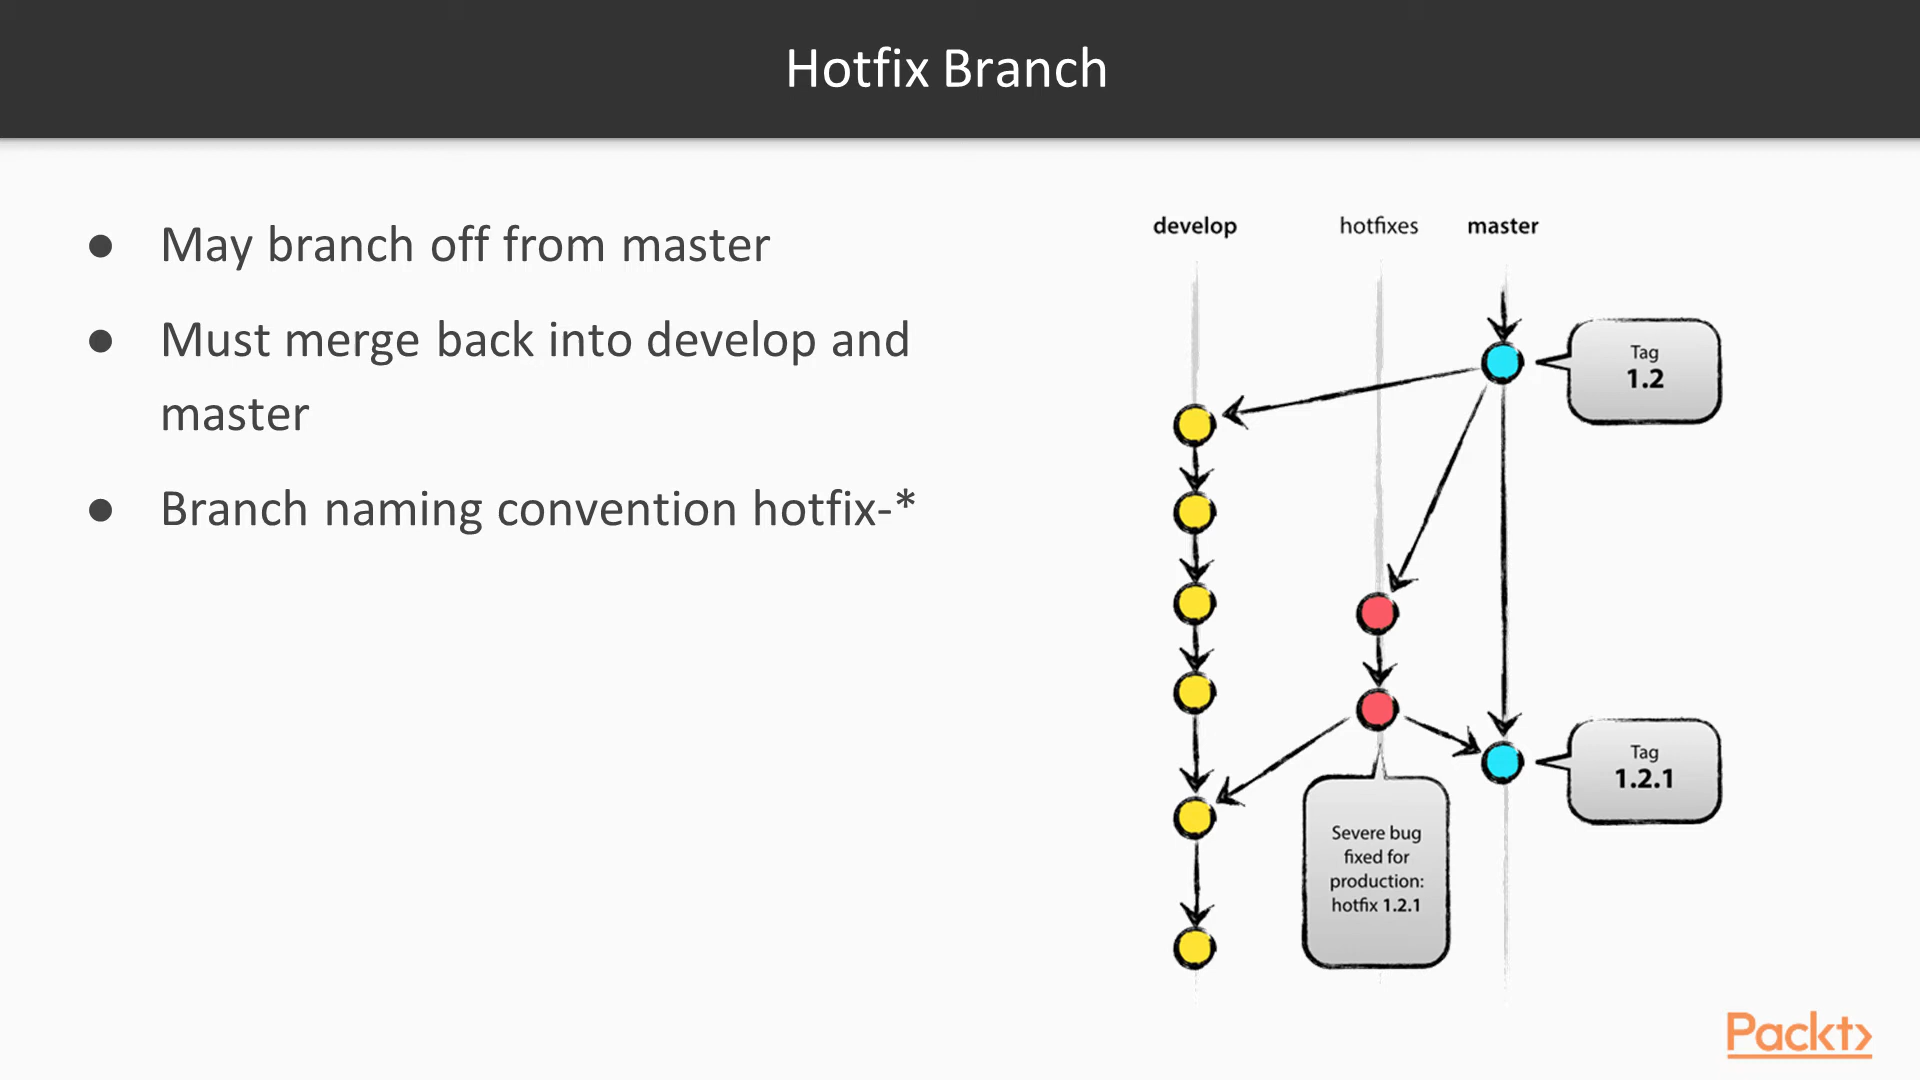 Hotfix Branch
● May branch off from master
● Must merge back into develop and
master
● Branch naming convention hotfix-*
develop hotfixes master
Tag
1.2
Tag
1.2.1
Severe bug
fixed for
production:
hotfix 1.2.1
Packt>